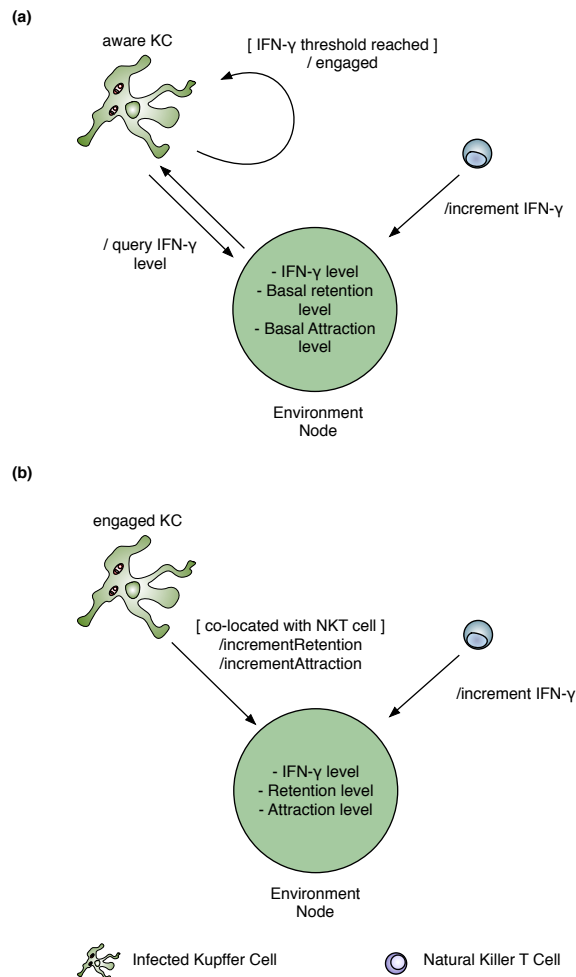 (a)
aware KC
[ IFN-γ threshold reached ]
/ engaged
/increment IFN-γ
/ query IFN-γ
level
- IFN-γ level
- Basal retention
level
- Basal Attraction
level
Environment
Node
(b)
engaged KC
[ co-located with NKT cell ]
/incrementRetention
/incrementAttraction
/increment IFN-γ
- IFN-γ level
- Retention level
- Attraction level
Environment
Node
Infected Kupffer Cell
Natural Killer T Cell